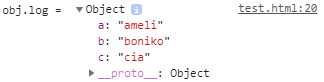 obj.log = ▼Object i test.html:20
a: "ameli"
b: "boniko"
c: "cia"
▶__proto__: Object